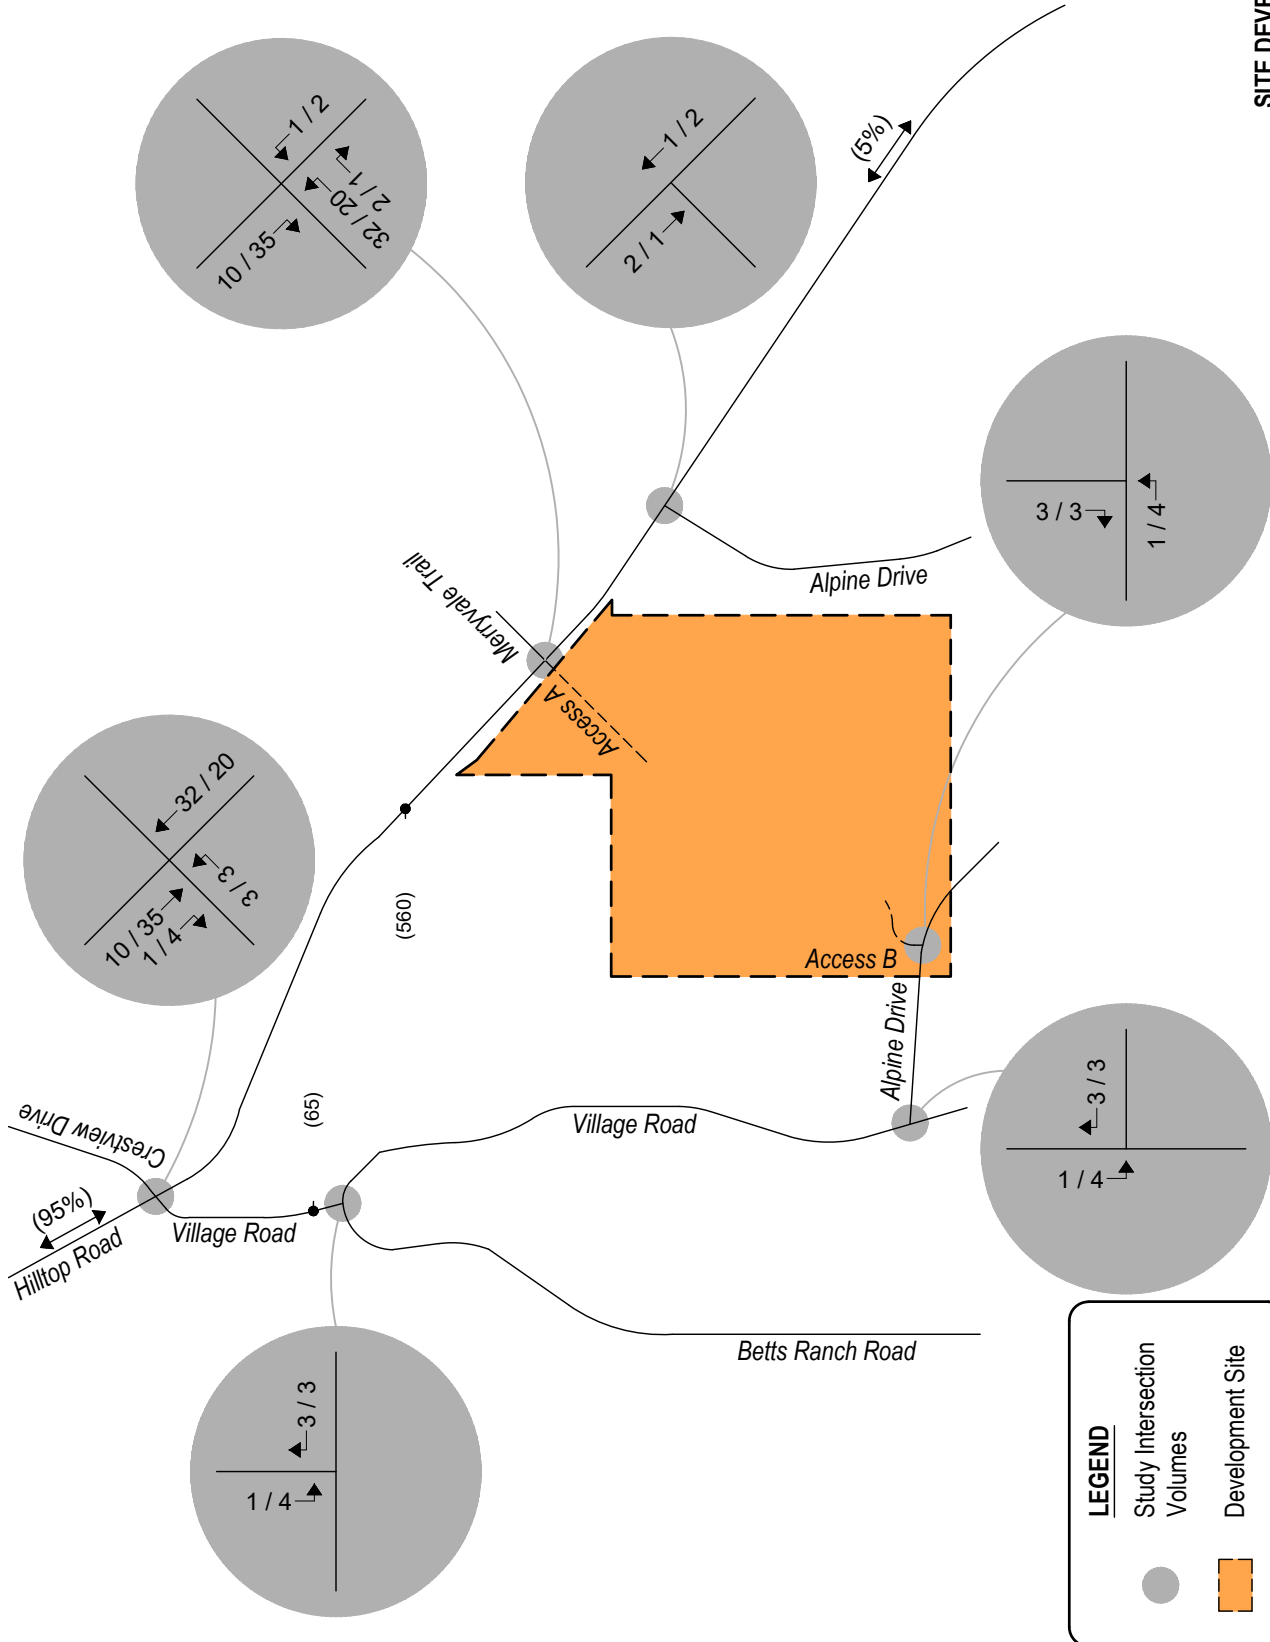 SITE DEVE
1 / 2
2 / 1
32 / 20
10 / 35
1 / 2
2 / 1
(5%)
Merryvale Trail
Access A
Alpine Drive
3 / 3
1 / 4
32 / 20
10 / 35
1 / 4
3 / 3
(560)
Access B
Alpine Drive
(65)
Crestview Drive
(95%)
Hilltop Road
Village Road
Village Road
3 / 3
1 / 4
Betts Ranch Road
3 / 3
1 / 4
LEGEND
Study Intersection
Volumes
Development Site